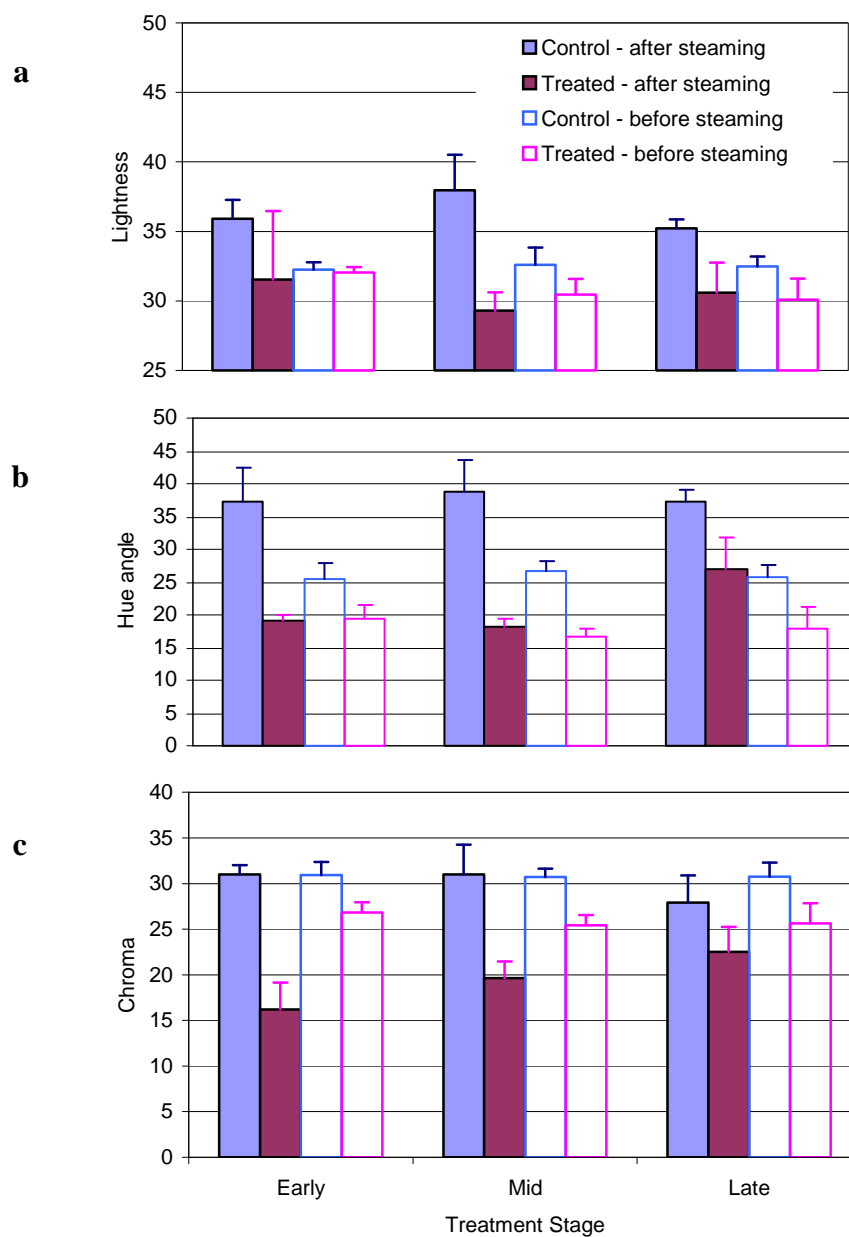 a
50
45
40
35
30
25
Lightness
Control - after steaming
Treated - after steaming
Control - before steaming
Treated - before steaming
b
50
45
40
35
30
25
20
15
10
5
0
Hue angle
c
40
35
30
25
20
15
10
5
0
Chroma
Early Mid Late
Treatment Stage